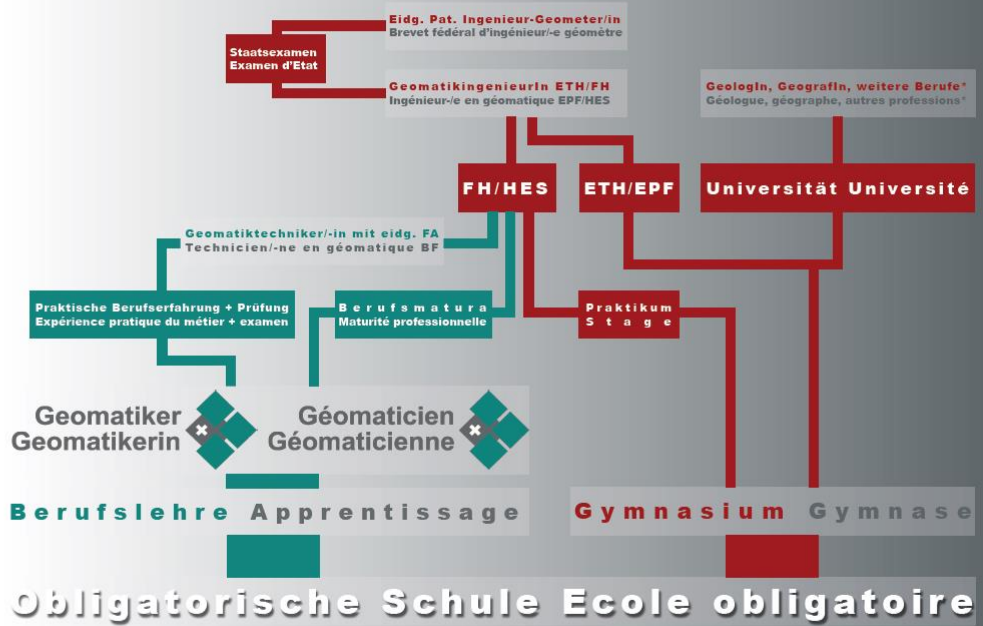 Eidg. Pat. Ingenieur-Geometer/in
Brevet fédéral d'ingénieur/-e géomètre
Staatsexamen
Examen d'Etat
GeomatikingenieurIn ETH/FH
Ingénieur-/e en géomatique EPF/HES
GeologIn, GeografIn, weitere Berufe*
Géologue, géographe, autres professions*
FH/HES
ETH/EPF
Universität Université
Geomatiktechniker/-in mit eidg. FA
Technicien/-ne en géomatique BF
Praktische Berufserfahrung + Prüfung
Expérience pratique du métier + examen
Berufsmatura
Maturité professionnelle
Praktikum
Stage
Geomatiker
Geomatikerin
Géomaticien
Géomaticienne
Berufslehre Apprentissage
Gymnasium Gymnase
Obligatorische Schule Ecole obligatoire